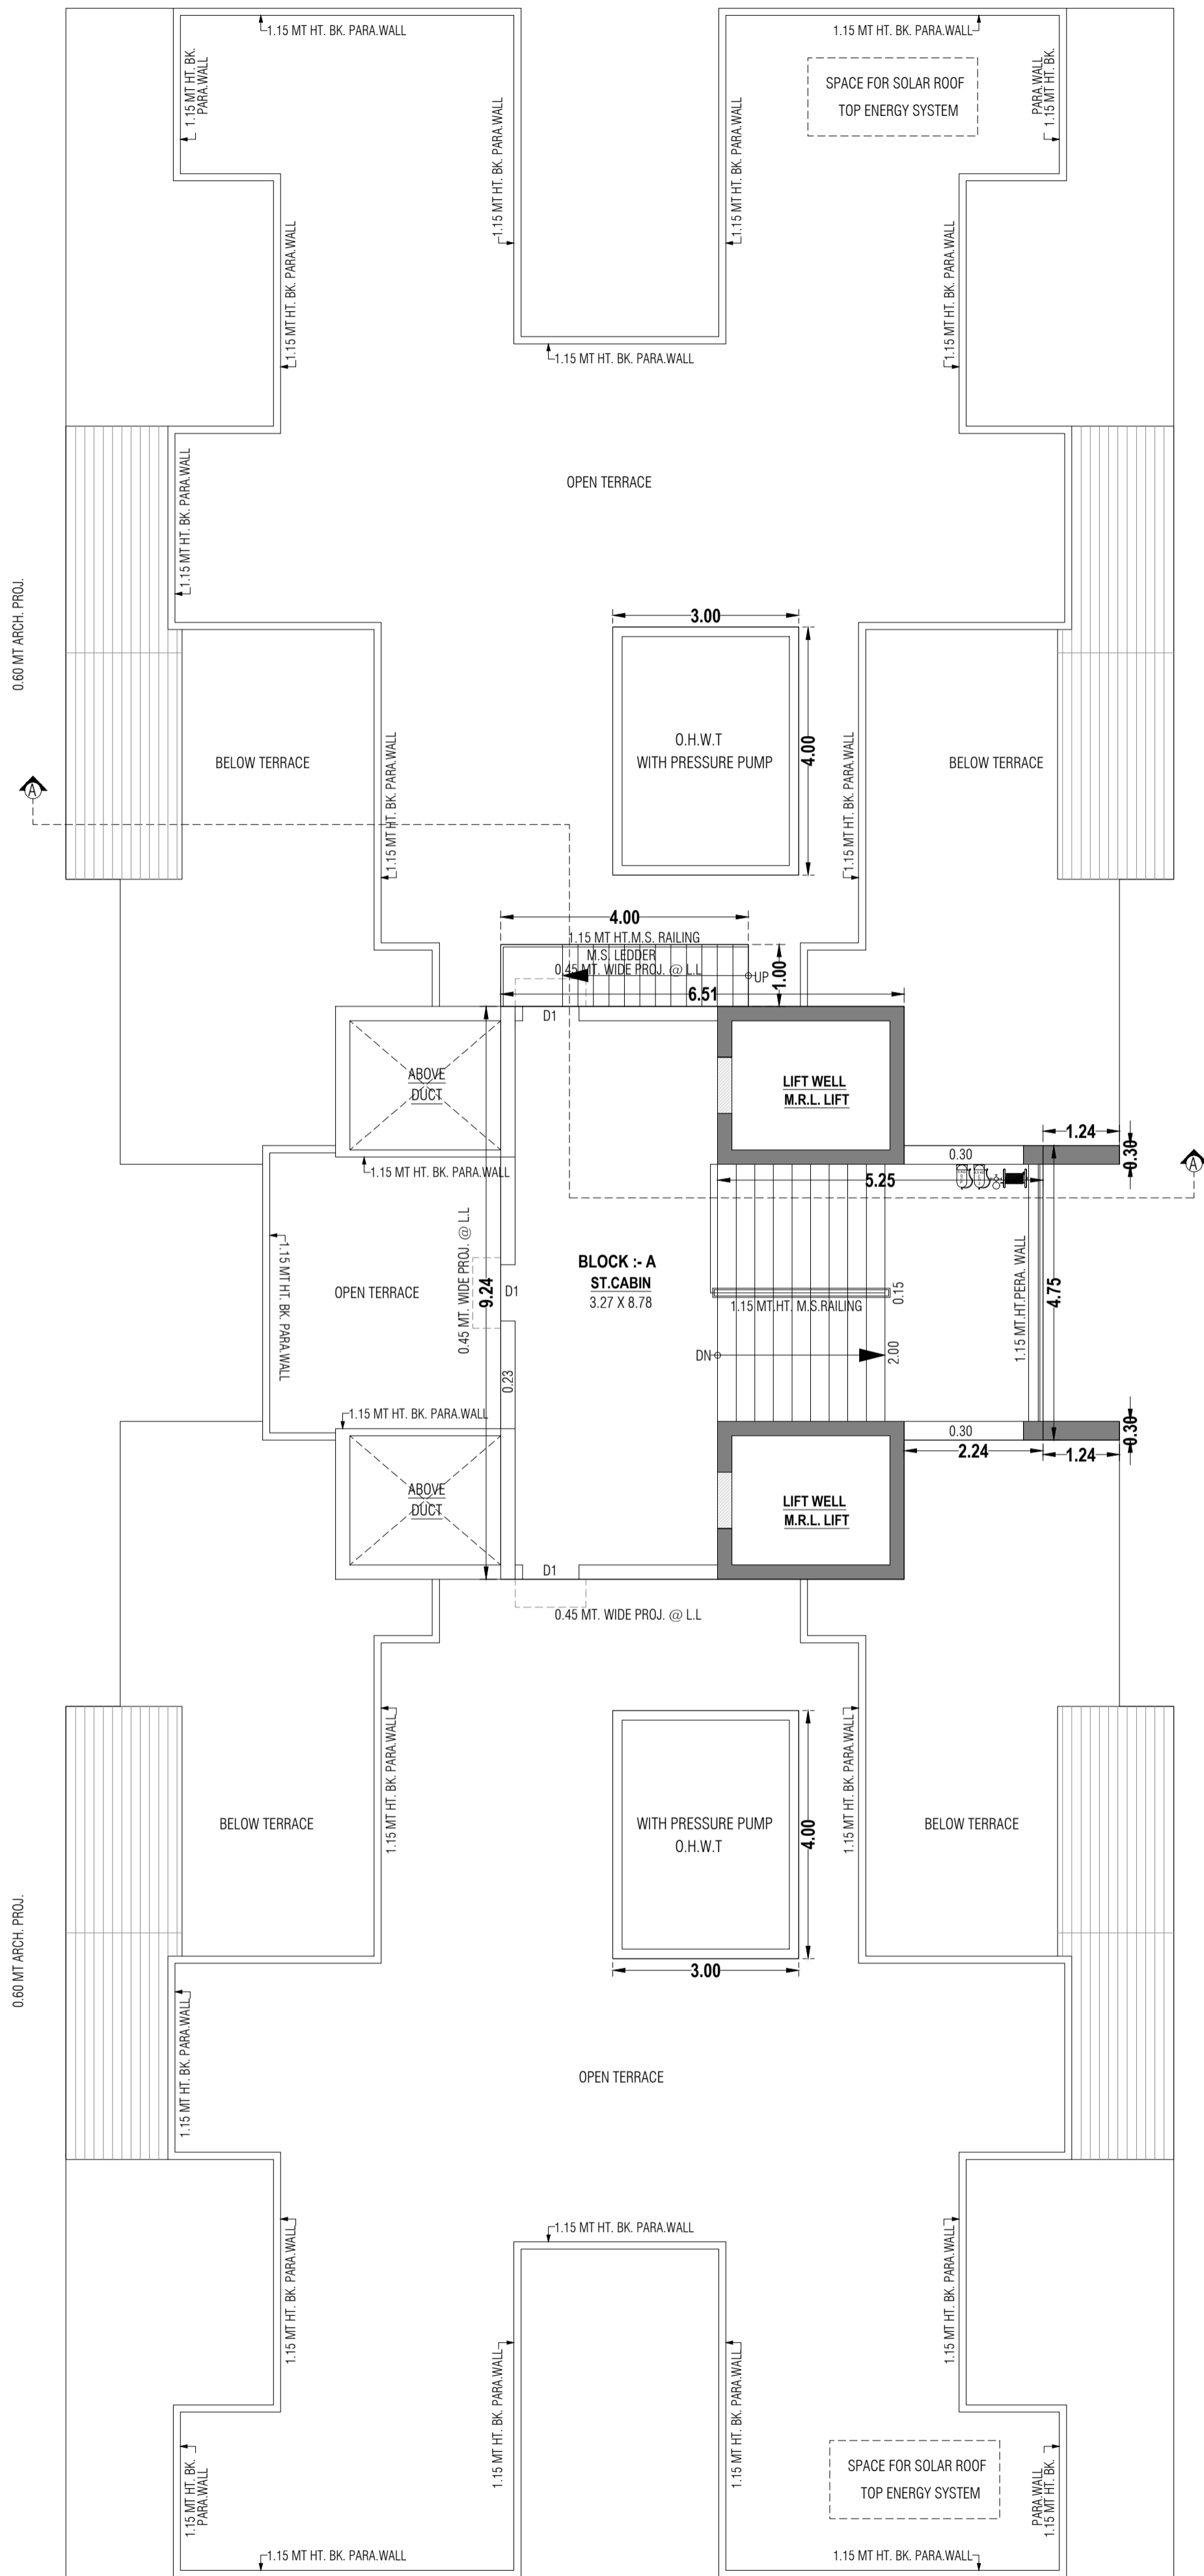 1.15 MT HT. BK. PARA.WALL
1.15 MT HT. BK. PARA.WALL
1.15 MT HT. BK.
PARA.WALL
SPACE FOR SOLAR ROOF
TOP ENERGY SYSTEM
PARA.WALL
1.15 MT HT. BK.
1.15 MT HT. BK. PARA.WALL
1.15 MT HT. BK. PARA.WALL
1.15 MT HT. BK. PARA.WALL
1.15 MT HT. BK. PARA.WALL
1.15 MT HT. BK. PARA.WALL
1.15 MT HT. BK. PARA.WALL
OPEN TERRACE
0.60 MT ARCH. PROJ.
3.00
O.H.W.T
WITH PRESSURE PUMP
4.00
BELOW TERRACE
BELOW TERRACE
A
1.15 MT HT. BK. PARA.WALL
1.15 MT HT. BK. PARA.WALL
4.00
1.15 MT HT.M.S. RAILING
M.S. LEDDER
0.45 MT. WIDE PROJ. @ L.L
UP
1.00
6.51
D1
ABOVE
DUCT
LIFT WELL
M.R.L. LIFT
1.24
0.30
0.30
A
1.15 MT HT. BK. PARA.WALL
5.25
1.15 MT HT. BK. PARA.WALL
OPEN TERRACE
0.45 MT. WIDE PROJ. @ L.L
9.24
D1
BLOCK :- A
ST.CABIN
3.27 X 8.78
1.15 MT.HT. M.S.RAILING
0.15
1.15 MT.HT.PERA. WALL
4.75
DN
2.00
0.23
1.15 MT HT. BK. PARA.WALL
0.30
0.30
2.24
1.24
ABOVE
DUCT
LIFT WELL
M.R.L. LIFT
D1
0.45 MT. WIDE PROJ. @ L.L
1.15 MT HT. BK. PARA.WALL
1.15 MT HT. BK. PARA.WALL
BELOW TERRACE
WITH PRESSURE PUMP
O.H.W.T
4.00
BELOW TERRACE
3.00
0.60 MT ARCH. PROJ.
1.15 MT HT. BK. PARA.WALL
OPEN TERRACE
1.15 MT HT. BK. PARA.WALL
1.15 MT HT. BK. PARA.WALL
1.15 MT HT. BK. PARA.WALL
1.15 MT HT. BK. PARA.WALL
1.15 MT HT. BK. PARA.WALL
1.15 MT HT. BK.
PARA.WALL
SPACE FOR SOLAR ROOF
TOP ENERGY SYSTEM
PARA.WALL
1.15 MT HT. BK.
1.15 MT HT. BK. PARA.WALL
1.15 MT HT. BK. PARA.WALL